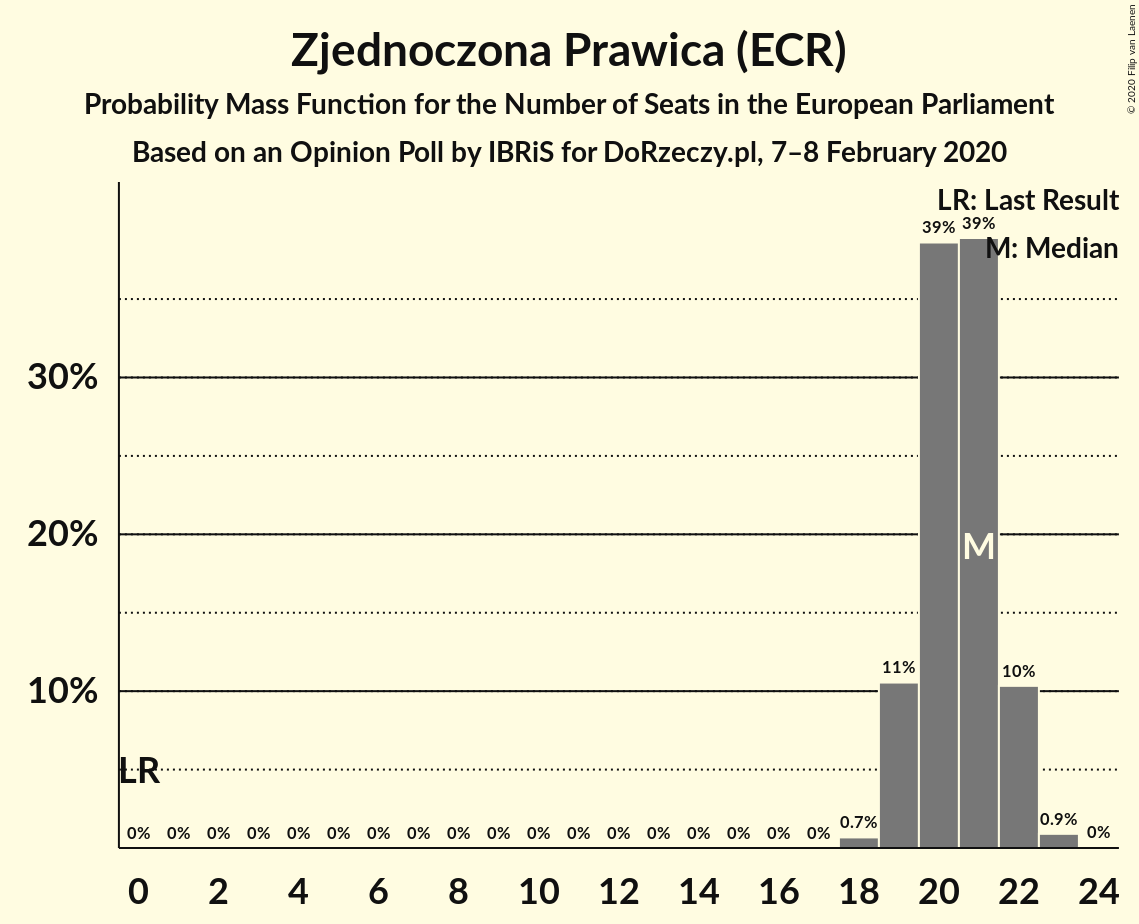 Zjednoczona Prawica (ECR)
Probability Mass Function for the Number of Seats in the European Parliament
Based on an Opinion Poll by IBRiS for DoRzeczy.pl, 7–8 February 2020
© 2020 Filip van Laenen
LR: Last Result
M: Median
39% 39%
30%
20%
M
11% 10%
10%
LR
0% 0% 0% 0% 0% 0% 0% 0% 0% 0% 0% 0% 0% 0% 0% 0% 0% 0% 0.7% 0.9% 0%
0 2 4 6 8 10 12 14 16 18 20 22 24